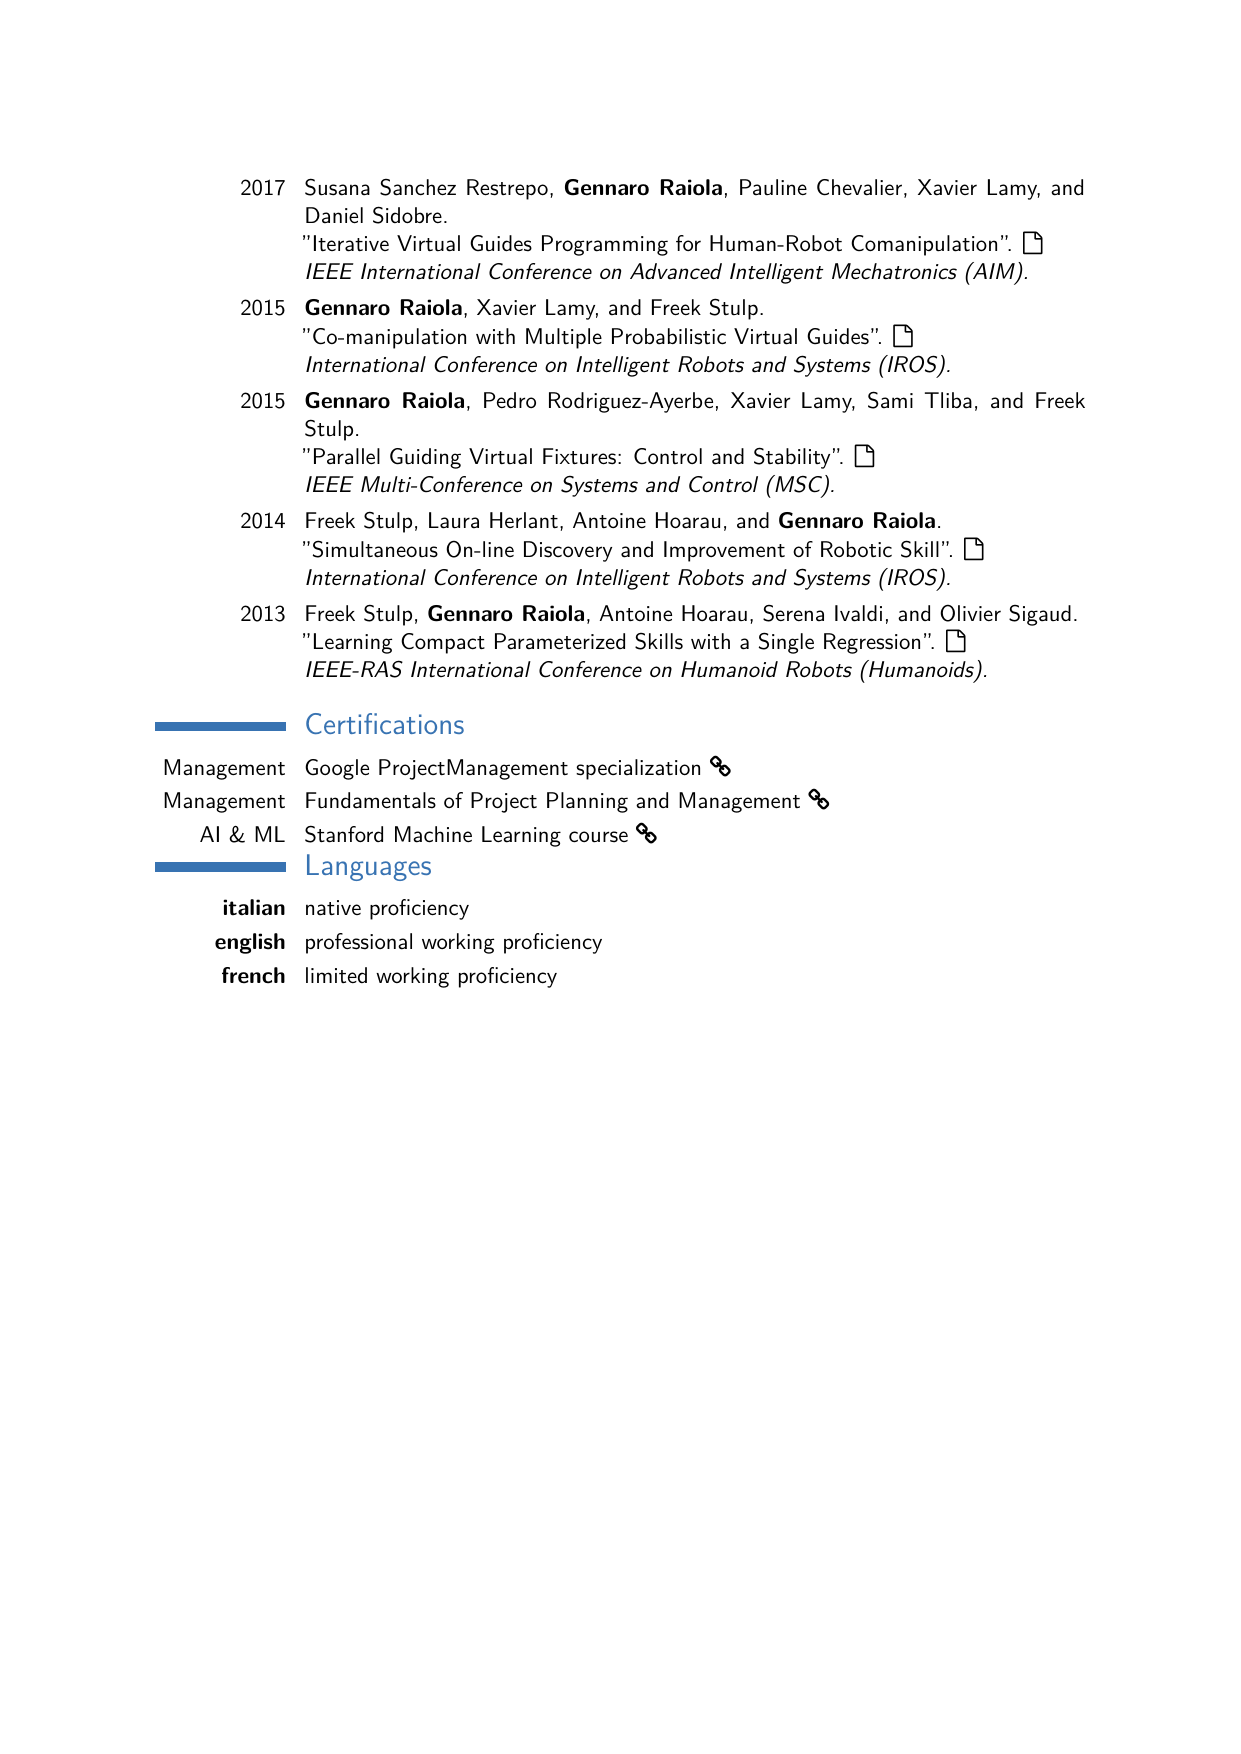 2017 Susana Sanchez Restrepo, Gennaro Raiola, Pauline Chevalier, Xavier Lamy, and
Daniel Sidobre.
”Iterative Virtual Guides Programming for Human-Robot Comanipulation”.
IEEE International Conference on Advanced Intelligent Mechatronics (AIM).
2015 Gennaro Raiola, Xavier Lamy, and Freek Stulp.
”Co-manipulation with Multiple Probabilistic Virtual Guides”.
International Conference on Intelligent Robots and Systems (IROS).
2015 Gennaro Raiola, Pedro Rodriguez-Ayerbe, Xavier Lamy, Sami Tliba, and Freek
Stulp.
”Parallel Guiding Virtual Fixtures: Control and Stability”.
IEEE Multi-Conference on Systems and Control (MSC).
2014 Freek Stulp, Laura Herlant, Antoine Hoarau, and Gennaro Raiola.
”Simultaneous On-line Discovery and Improvement of Robotic Skill”.
International Conference on Intelligent Robots and Systems (IROS).
2013 Freek Stulp, Gennaro Raiola, Antoine Hoarau, Serena Ivaldi, and Olivier Sigaud.
”Learning Compact Parameterized Skills with a Single Regression”.
IEEE-RAS International Conference on Humanoid Robots (Humanoids).
Certifications
Management Google ProjectManagement specialization
Management Fundamentals of Project Planning and Management
AI & ML Stanford Machine Learning course
Languages
italian native proficiency
english professional working proficiency
french limited working proficiency